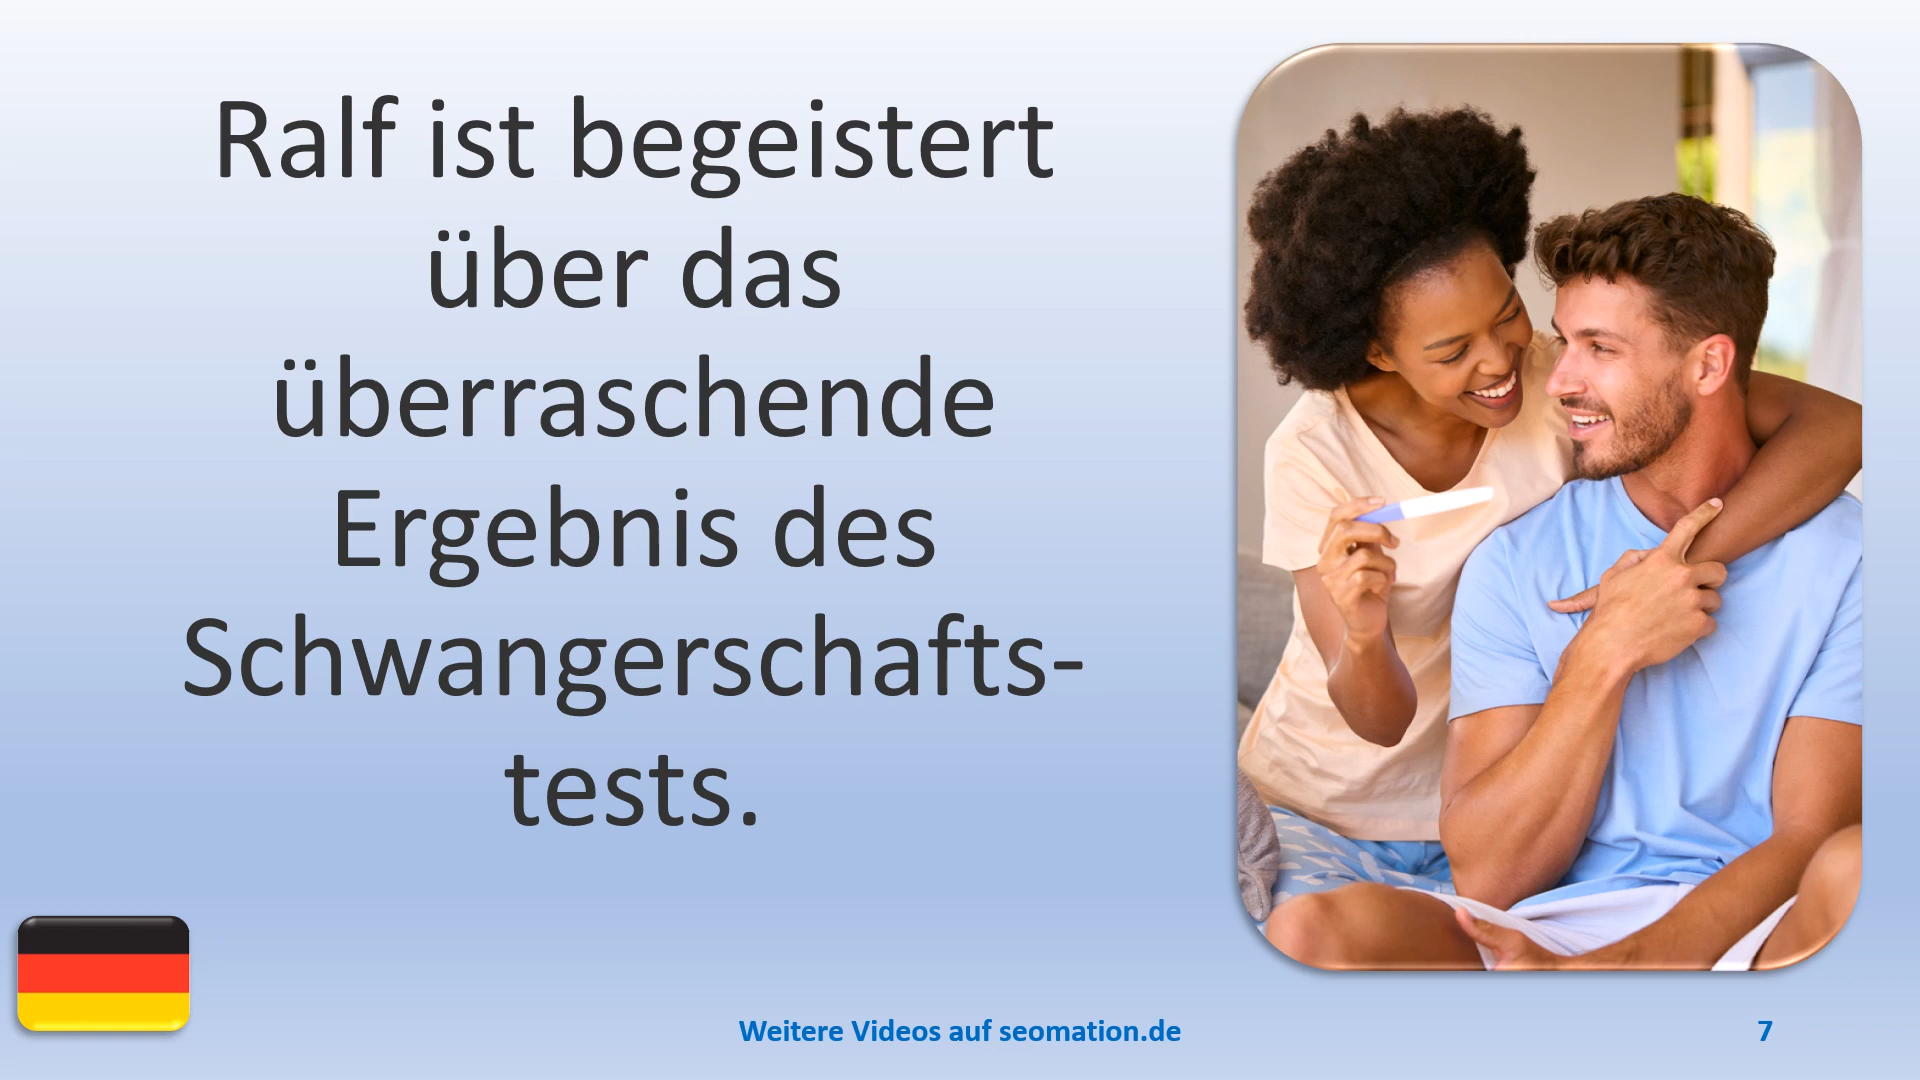 Ralf ist begeistert
über das
überraschende
Ergebnis des
Schwangerschafts-
tests.
Weitere Videos auf seomation.de
7